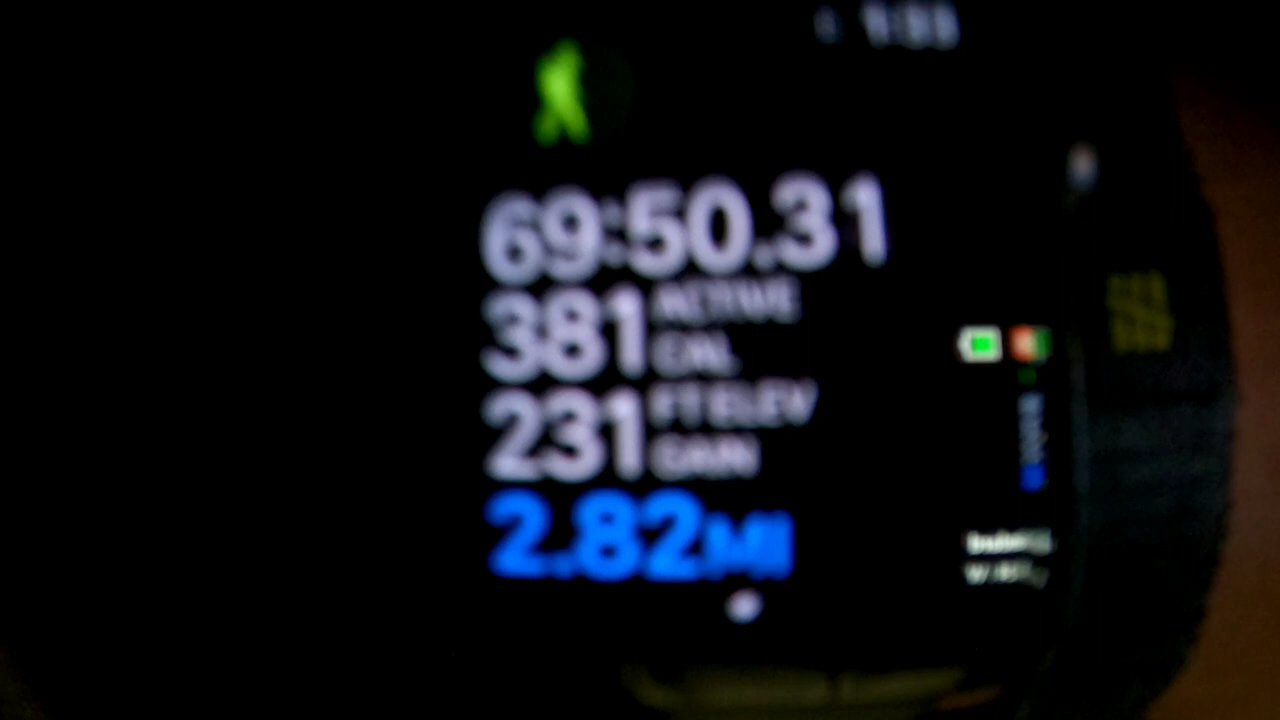 69:50.31
381 ACTIVE
CAL
231 FT ELEV
GAIN
2.82MI